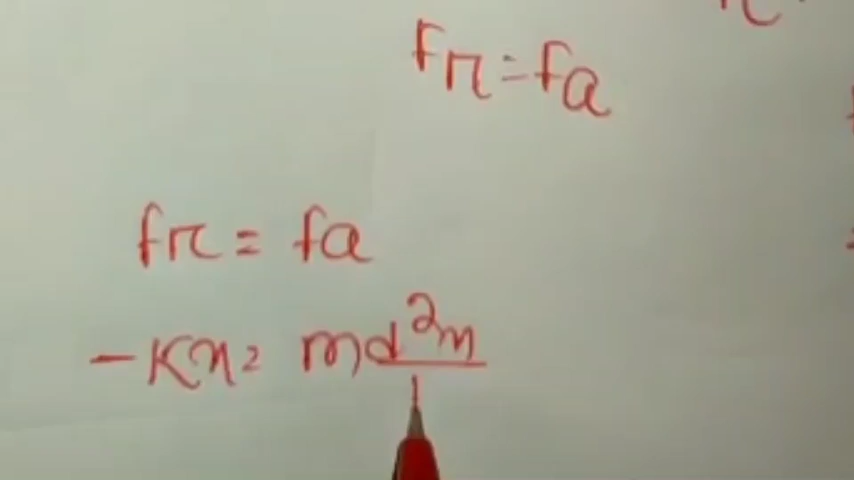 Fr = fa
fr = fa
-Kx = md²x